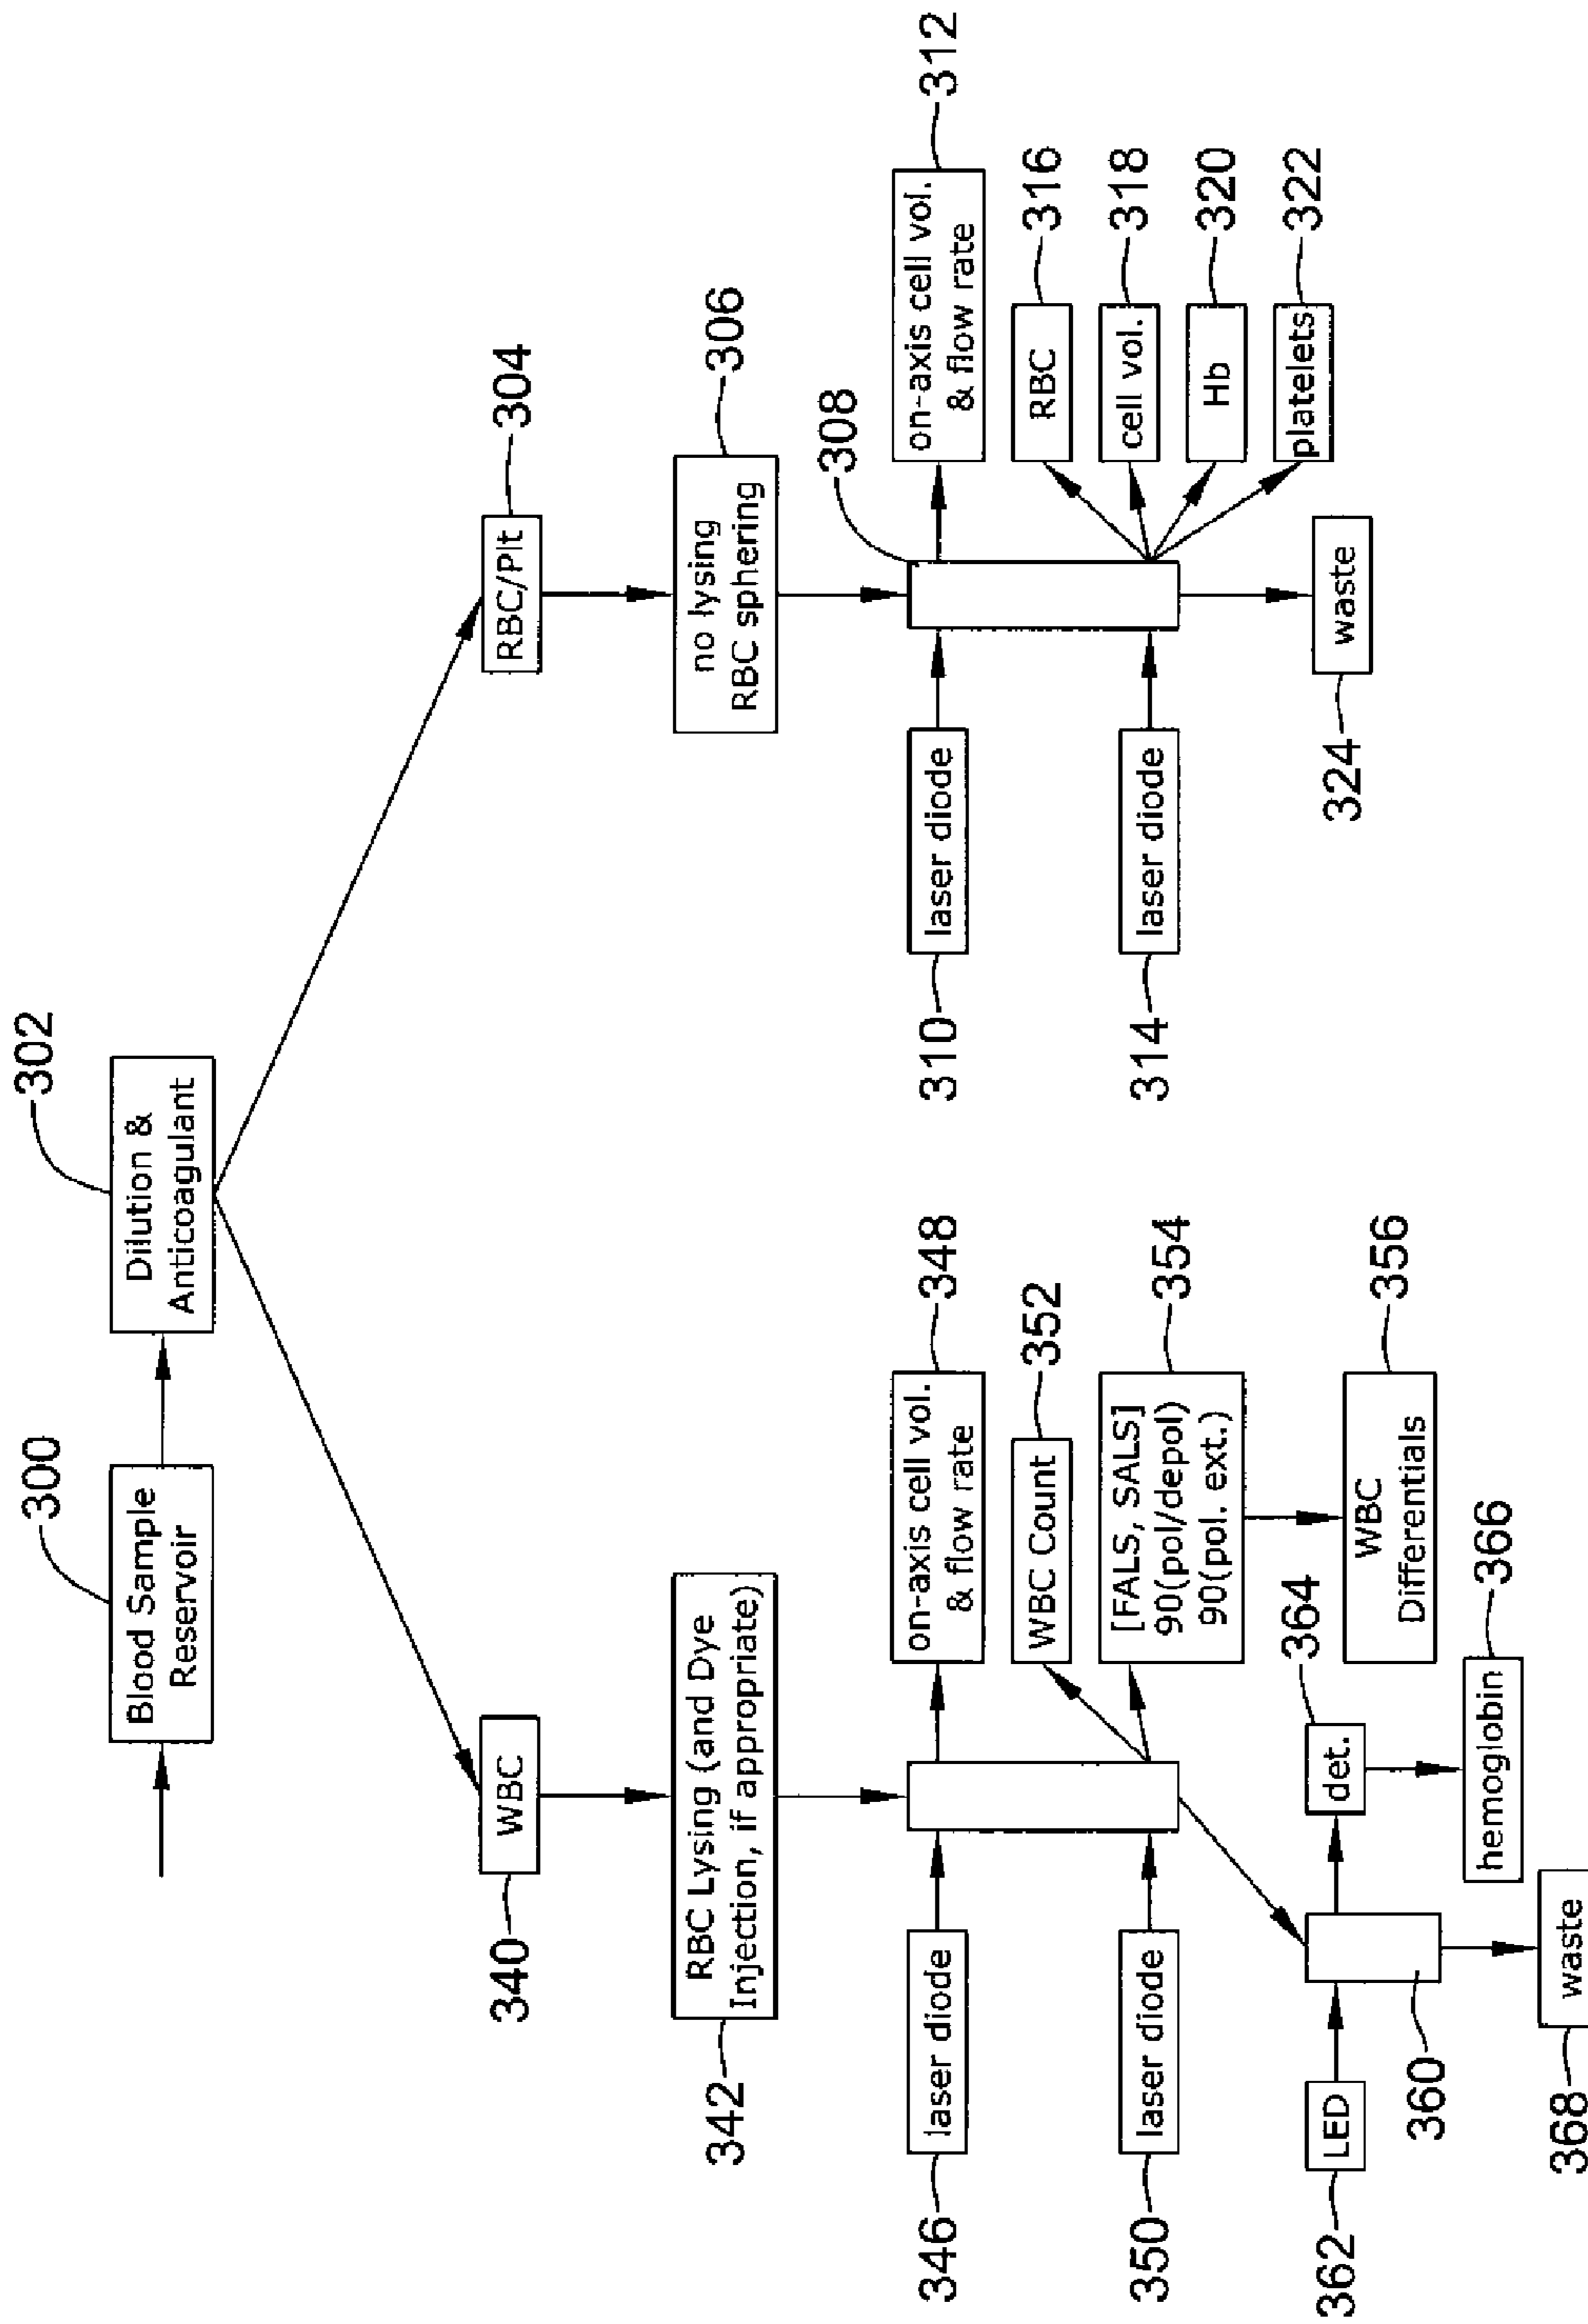 300
302
Blood Sample
Reservoir
Dilution &
Anticoagulant
340
WBC
RBC/Plt
304
342
RBC Lysing (and Dye
Injection, if appropriate)
no lysing
RBC sphering
306
308
346
laser diode
on-axis cell vol.
& flow rate
348
310
laser diode
on-axis cell vol.
& flow rate
312
WBC Count
352
RBC
316
350
laser diode
[FALS, SALS]
90(pol/depol)
90(pol. ext.)
354
314
laser diode
cell vol.
318
Hb
320
platelets
322
362
LED
360
det.
364
WBC
Differentials
356
324
waste
hemoglobin
366
368
waste